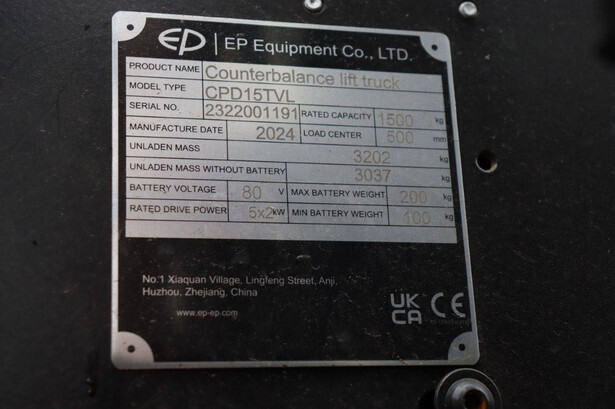 EP | EP Equipment Co., LTD.
PRODUCT NAME Counterbalance lift truck
MODEL TYPE CPD15TVL
SERIAL NO. 2322001191 RATED CAPACITY 1500 kg
MANUFACTURE DATE 2024 LOAD CENTER 500 mm
UNLADEN MASS 3202 kg
UNLADEN MASS WITHOUT BATTERY 3037 kg
BATTERY VOLTAGE 80 V MAX BATTERY WEIGHT 200 kg
RATED DRIVE POWER 5x2 kW MIN BATTERY WEIGHT 100 kg
No.1 Xiaquan Village, Lingfeng Street, Anji,
Huzhou, Zhejiang, China
www.ep-ep.com
UK
CA CE